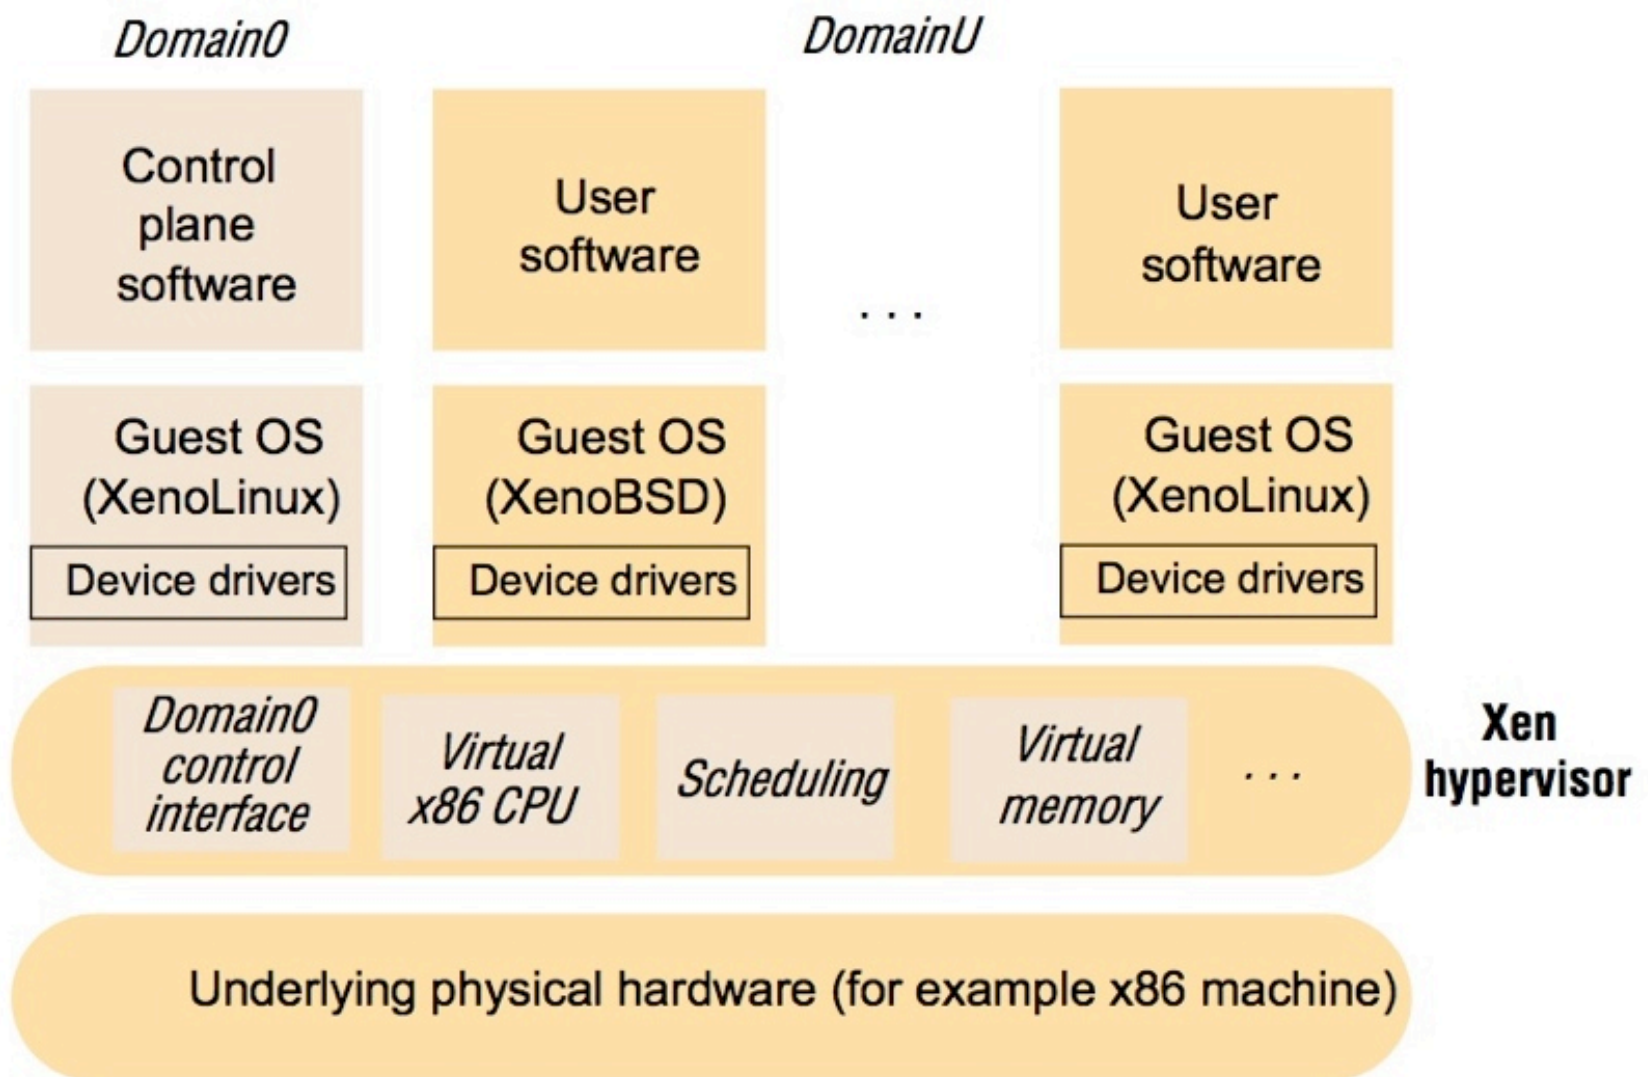 Domain0
DomainU
Control
plane
software
User
software
. . .
User
software
Guest OS
(XenoLinux)
Device drivers
Guest OS
(XenoBSD)
Device drivers
Guest OS
(XenoLinux)
Device drivers
Domain0
control
interface
Virtual
x86 CPU
Scheduling
Virtual
memory
. . .
Xen
hypervisor
Underlying physical hardware (for example x86 machine)